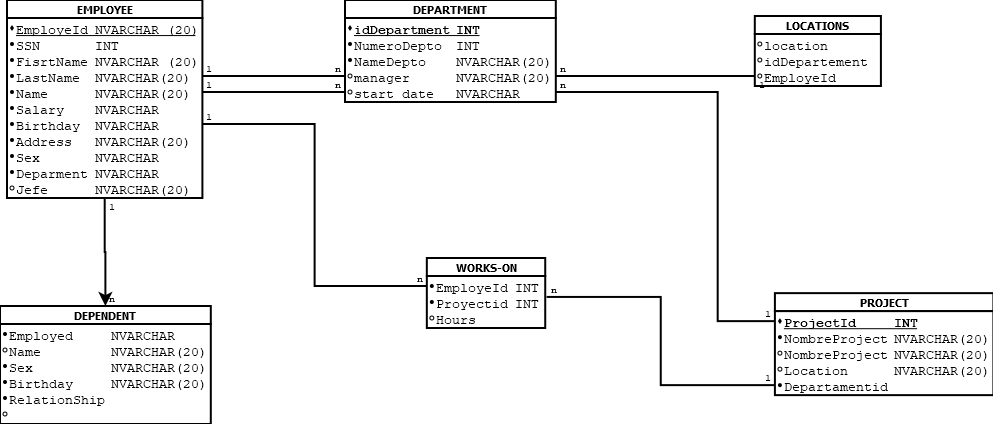 EMPLOYEE
EmployeId NVARCHAR (20)
SSN INT
FisrtName NVARCHAR (20)
LastName NVARCHAR(20)
Name NVARCHAR(20)
Salary NVARCHAR
Birthday NVARCHAR
Address NVARCHAR(20)
Sex NVARCHAR
Deparment NVARCHAR
Jefe NVARCHAR(20)
1 n
1 n
1
1
DEPARTMENT
idDepartment INT
NumeroDepto INT
NameDepto NVARCHAR(20)
manager NVARCHAR(20)
start date NVARCHAR
n
n
LOCATIONS
location
idDepartement
EmployeId
1
WORKS-ON
EmployeId INT
Proyectid INT
Hours
n
n
n
DEPENDENT
Employed NVARCHAR
Name NVARCHAR(20)
Sex NVARCHAR(20)
Birthday NVARCHAR(20)
RelationShip
PROJECT
ProjectId INT
NombreProject NVARCHAR(20)
NombreProject NVARCHAR(20)
Location NVARCHAR(20)
Departamentid
1
1